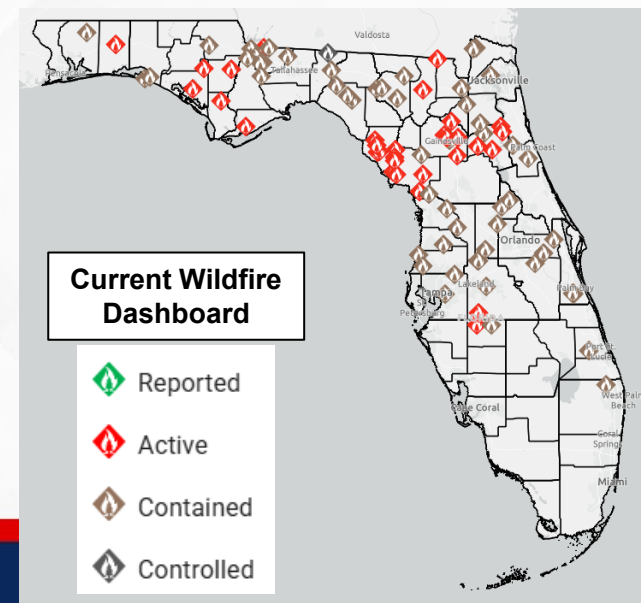 Valdosta
Pensacola
Tallahassee
Jacksonville
Gainesville
Palm Coast
Orlando
Lakeland
Tampa
St.
Petersburg
Palm Bay
Port St.
Lucie
West Palm
Beach
Cape Coral
Coral
Springs
Miami
Current Wildfire
Dashboard
Reported
Active
Contained
Controlled